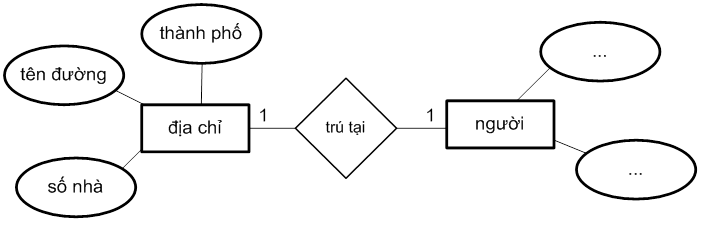 thành phố
...
tên đường
1
1
địa chỉ
trú tại
người
...
số nhà